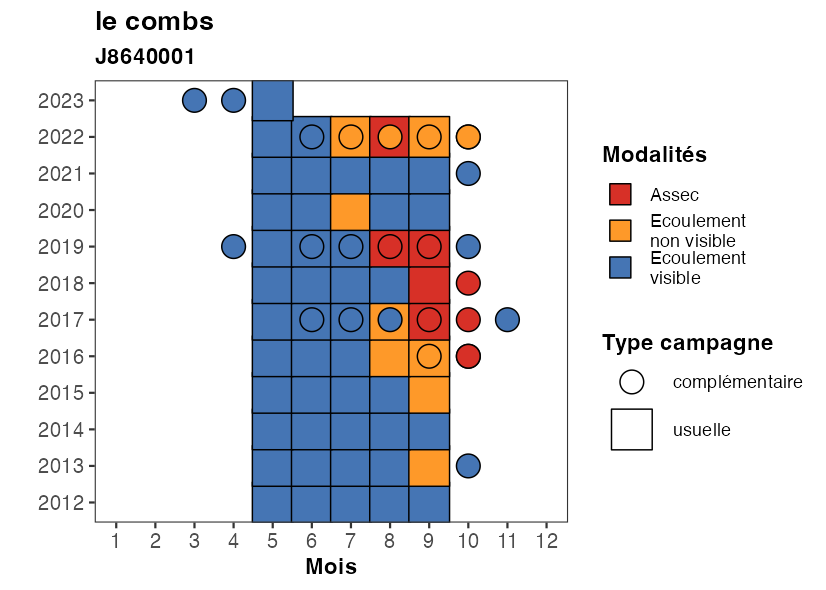 le combs
J8640001
2023
2022
2021
2020
2019
2018
2017
2016
2015
2014
2013
2012
1 2 3 4 5 6 7 8 9 10 11 12
Mois
Modalités
Assec
Ecoulement
non visible
Ecoulement
visible
Type campagne
complémentaire
usuelle